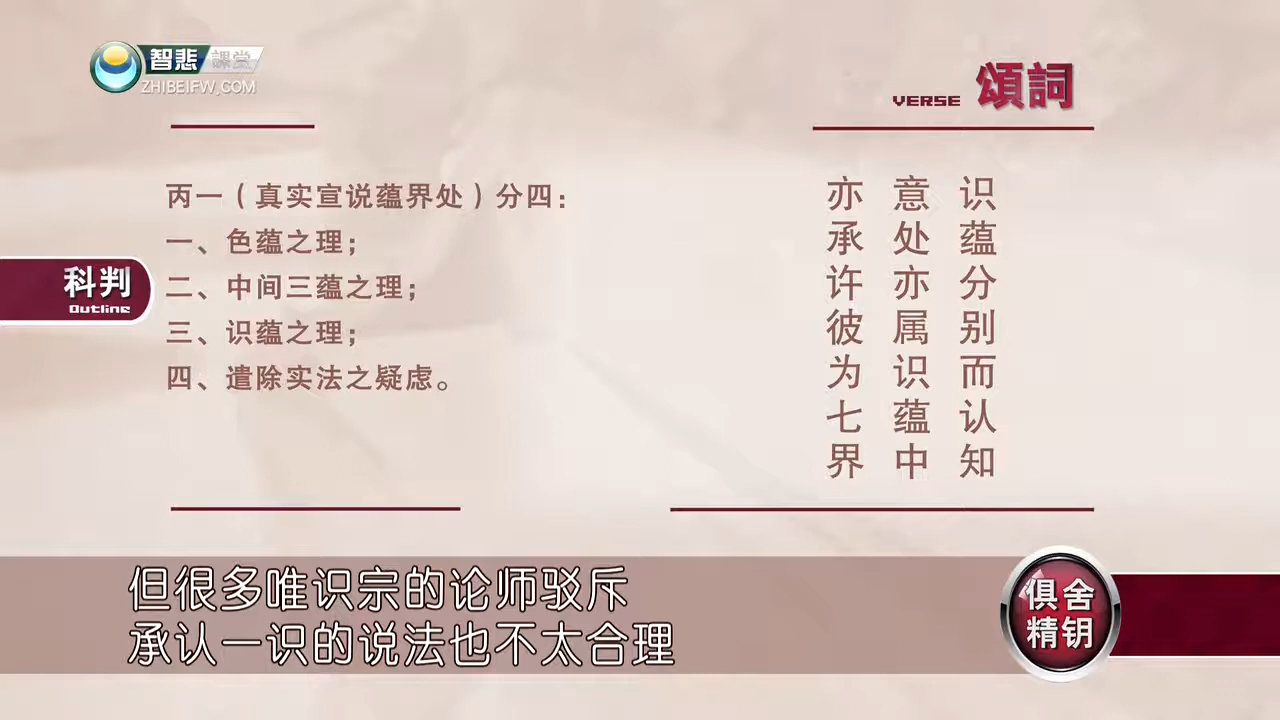 智悲課堂
ZHIBEIFW.COM
VERSE 頌詞
丙一（真实宣说蕴界处）分四：
一、色蕴之理；
二、中间三蕴之理；
三、识蕴之理；
四、遣除实法之疑虑。
科判
Outline
识蕴分别而认知
意处亦属识蕴中
亦承许彼为七界
但很多唯识宗的论师驳斥
承认一识的说法也不太合理
俱舍
精钥